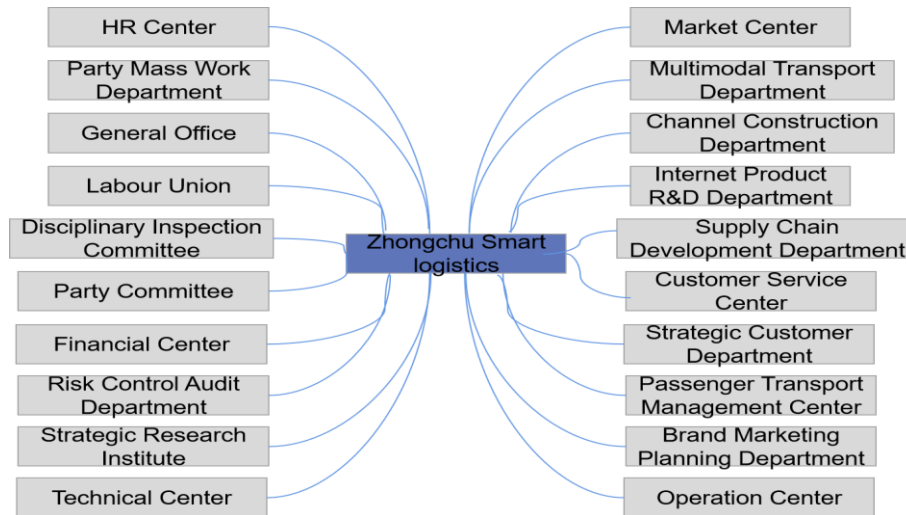 HR Center
Party Mass Work
Department
General Office
Labour Union
Disciplinary Inspection
Committee
Party Committee
Financial Center
Risk Control Audit
Department
Strategic Research
Institute
Technical Center
Zhongchu Smart
logistics
Market Center
Multimodal Transport
Department
Channel Construction
Department
Internet Product
R&D Department
Supply Chain
Development Department
Customer Service
Center
Strategic Customer
Department
Passenger Transport
Management Center
Brand Marketing
Planning Department
Operation Center